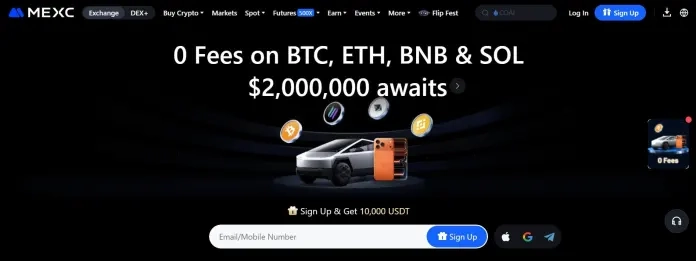 MEXC
Exchange DEX+ Buy Crypto Markets Spot Futures 500X Earn Events More Flip Fest COAI Log In Sign Up
0 Fees on BTC, ETH, BNB & SOL
$2,000,000 awaits
0 Fees
Sign Up & Get 10,000 USDT
Email/Mobile Number Sign Up